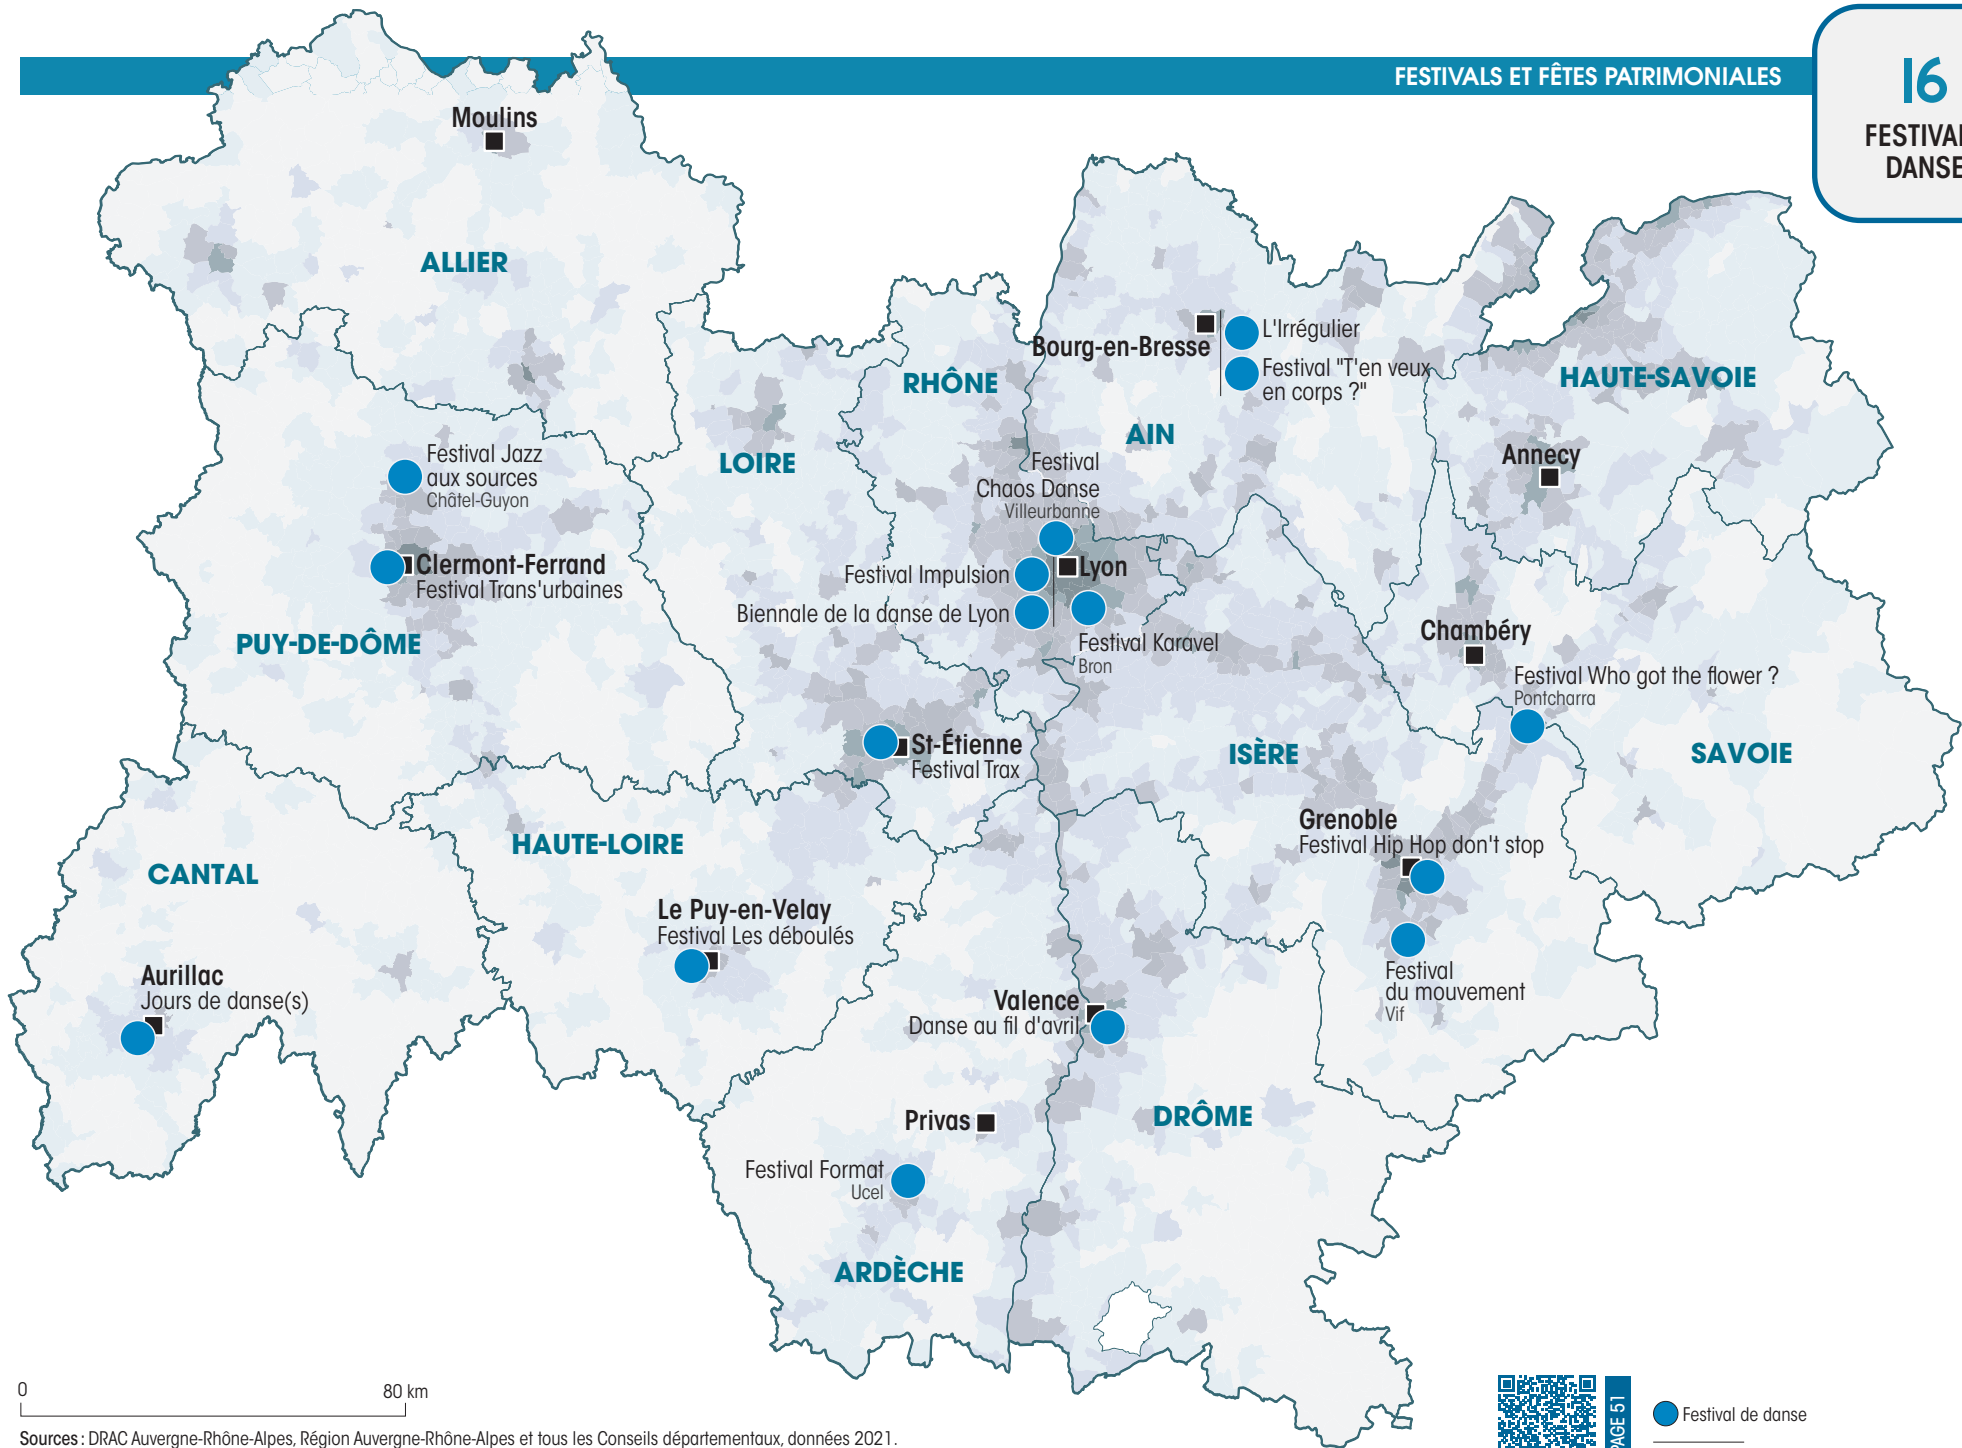 FESTIVALS ET FÊTES PATRIMONIALES
16
FESTIVAL
DANSE
Moulins
ALLIER
L'Irrégulier
Bourg-en-Bresse
Festival "T'en veux
en corps ?"
RHÔNE
HAUTE-SAVOIE
AIN
LOIRE
Annecy
Festival Jazz
aux sources
Châtel-Guyon
Festival
Chaos Danse
Villeurbanne
Clermont-Ferrand
Festival Trans'urbaines
Lyon
Festival Impulsion
Biennale de la danse de Lyon
Festival Karavel
Bron
PUY-DE-DÔME
Chambéry
Festival Who got the flower ?
Pontcharra
St-Étienne
Festival Trax
ISÈRE
SAVOIE
Grenoble
Festival Hip Hop don't stop
HAUTE-LOIRE
CANTAL
Le Puy-en-Velay
Festival Les déboulés
Aurillac
Jours de danse(s)
Festival
du mouvement
Vif
Valence
Danse au fil d'avril
Privas
DRÔME
Festival Format
Ucel
ARDÈCHE
0
80 km
PAGE 51
Festival de danse
Sources : DRAC Auvergne-Rhône-Alpes, Région Auvergne-Rhône-Alpes et tous les Conseils départementaux, données 2021.